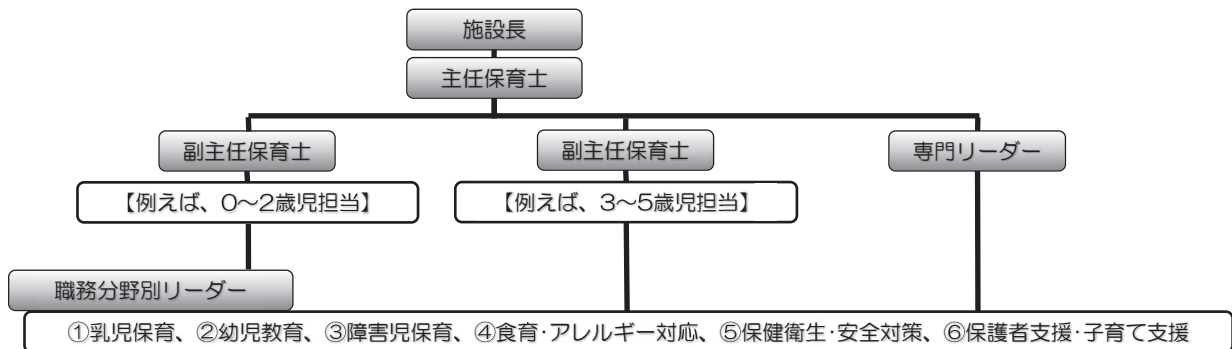 施設長
主任保育士
副主任保育士
副主任保育士
専門リーダー
【例えば、0〜2歳児担当】
【例えば、3〜5歳児担当】
職務分野別リーダー
①乳児保育、②幼児教育、③障害児保育、④食育・アレルギー対応、⑤保健衛生・安全対策、⑥保護者支援・子育て支援